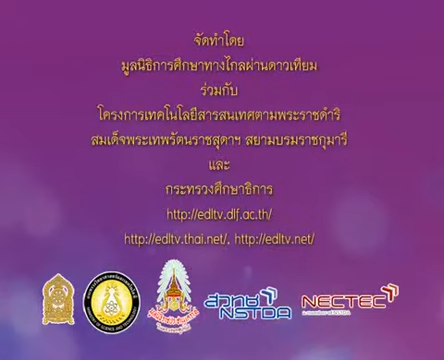 จัดทำโดย
มูลนิธิการศึกษาทางไกลผ่านดาวเทียม
ร่วมกับ
โครงการเทคโนโลยีสารสนเทศตามพระราชดำริ
สมเด็จพระเทพรัตนราชสุดาฯ สยามบรมราชกุมารี
และ
กระทรวงศึกษาธิการ
http://edltv.dlf.ac.th/
http://edltv.thai.net/, http://edltv.net/
สวทช NECTEC
NSTDA